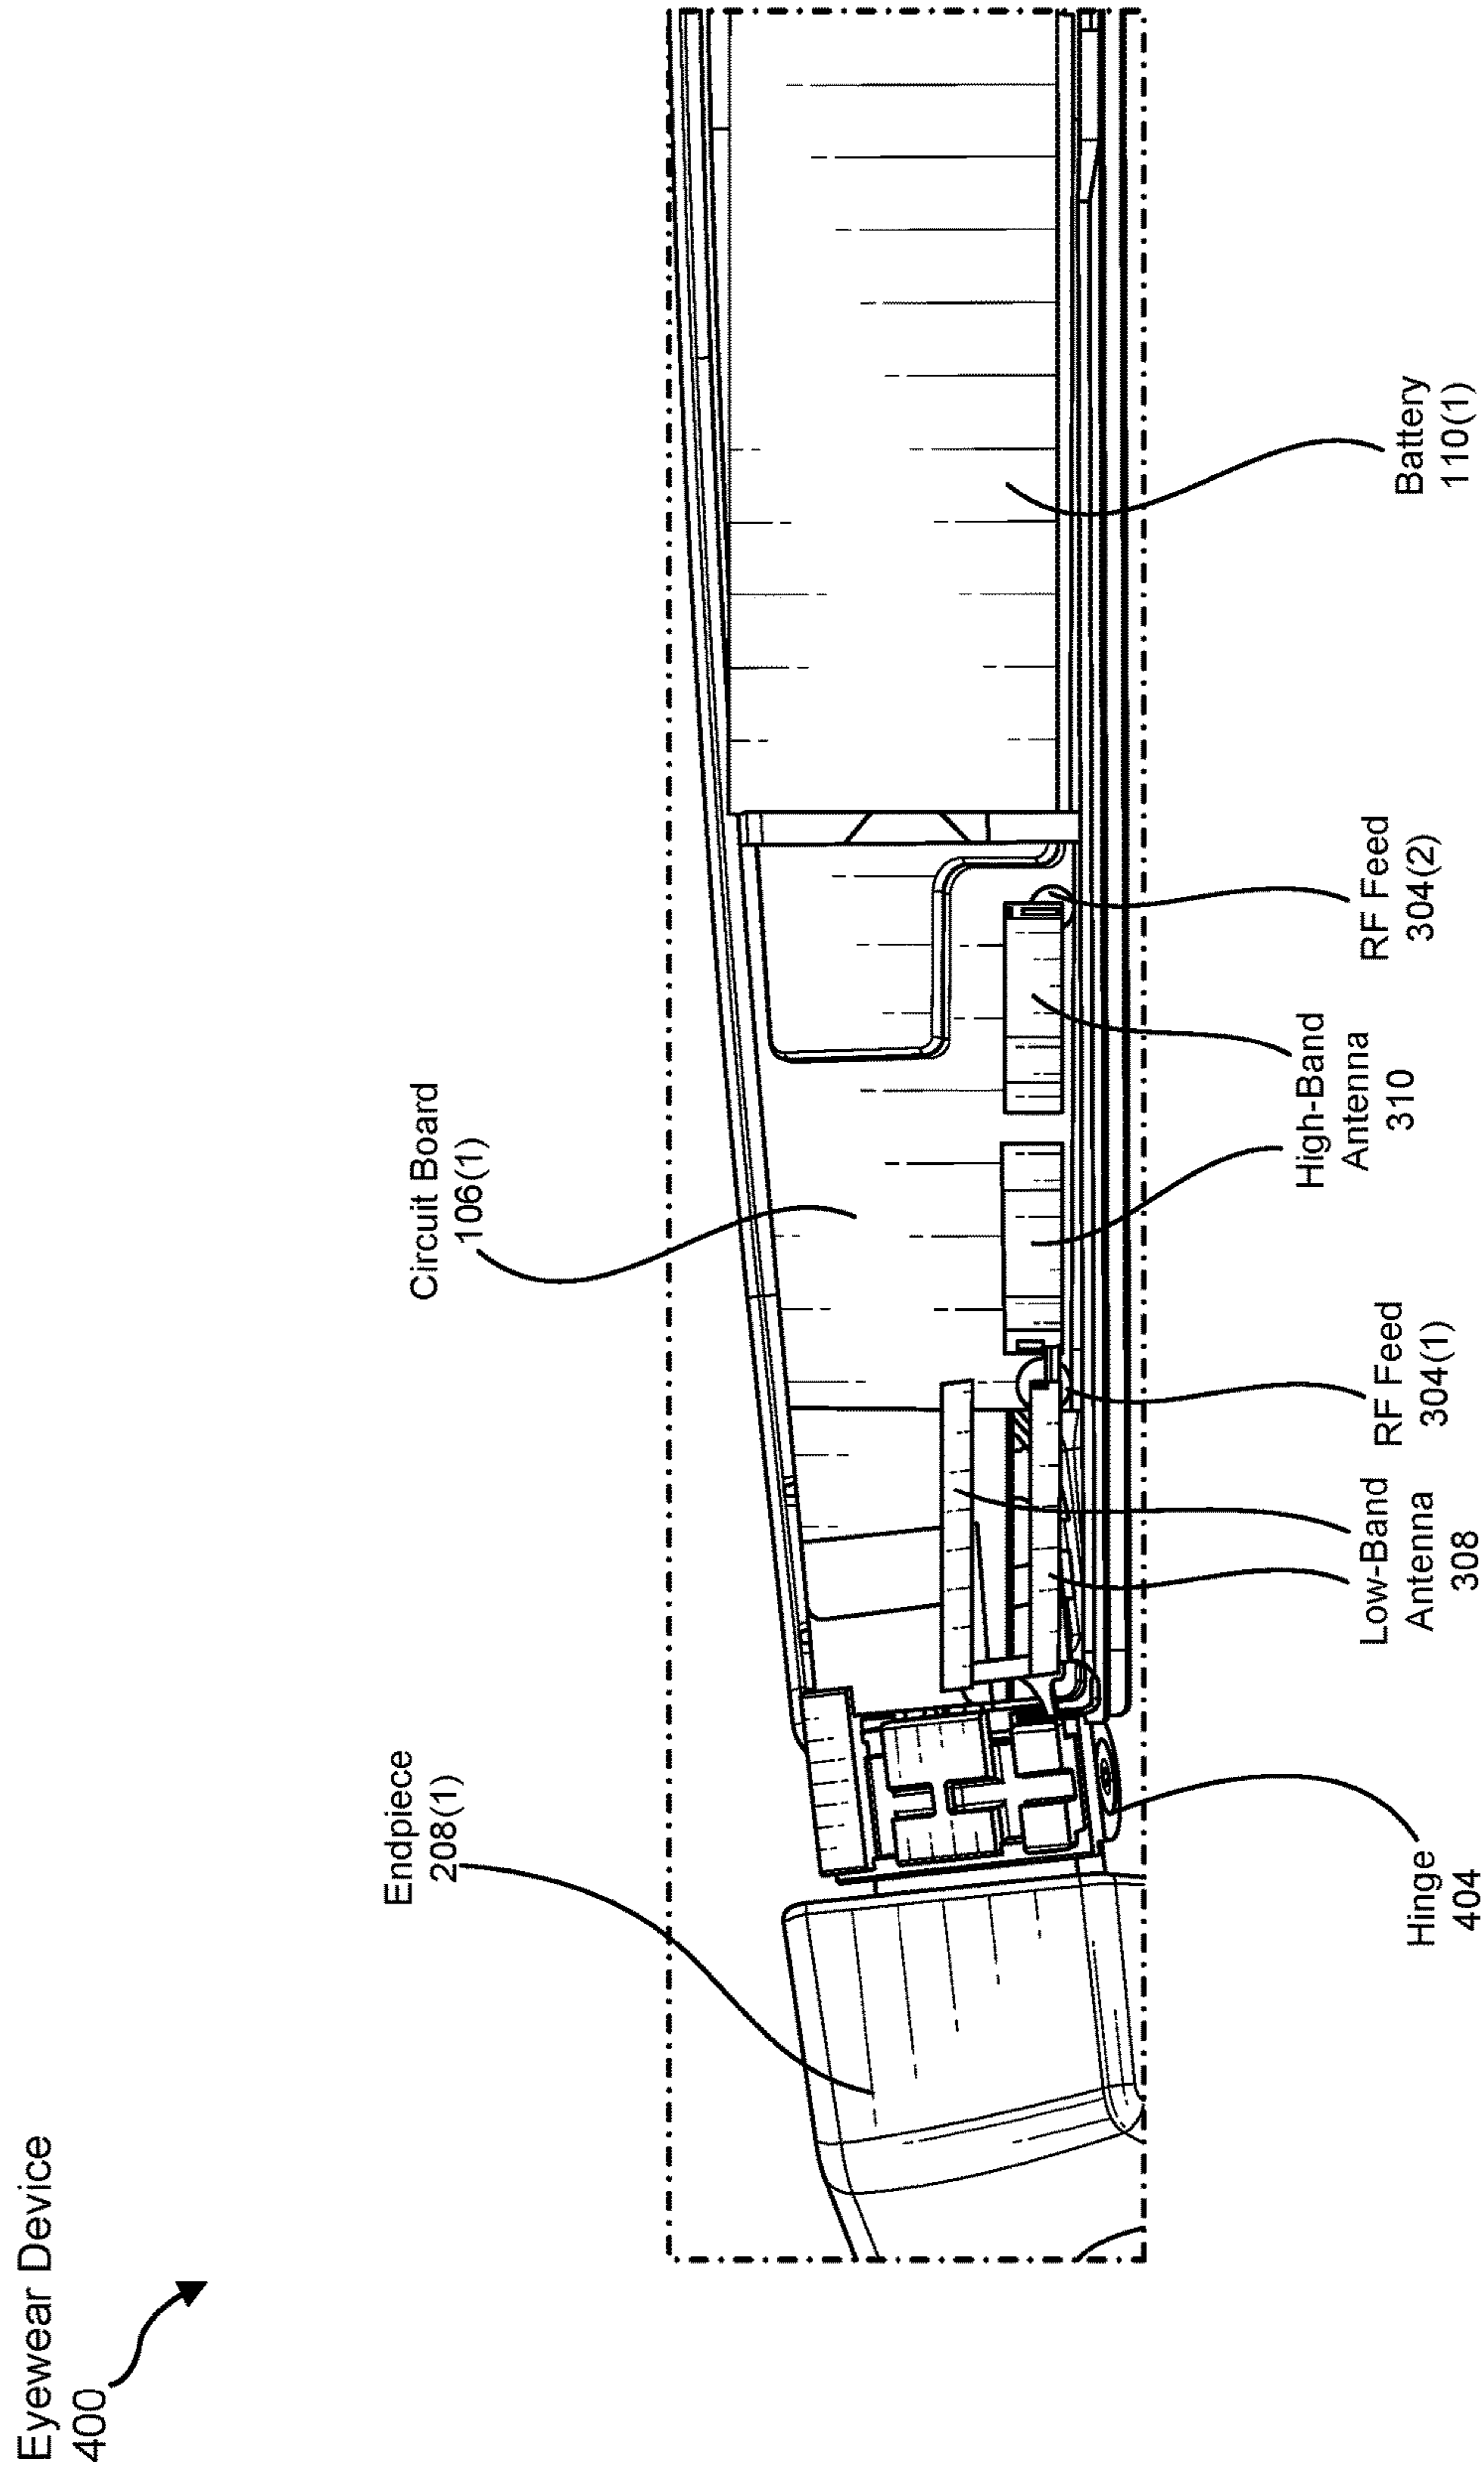 Eyewear Device
400
Endpiece
208(1)
Circuit Board
106(1)
Hinge
404
Low-Band
Antenna
308
RF Feed
304(1)
High-Band
Antenna
310
RF Feed
304(2)
Battery
110(1)